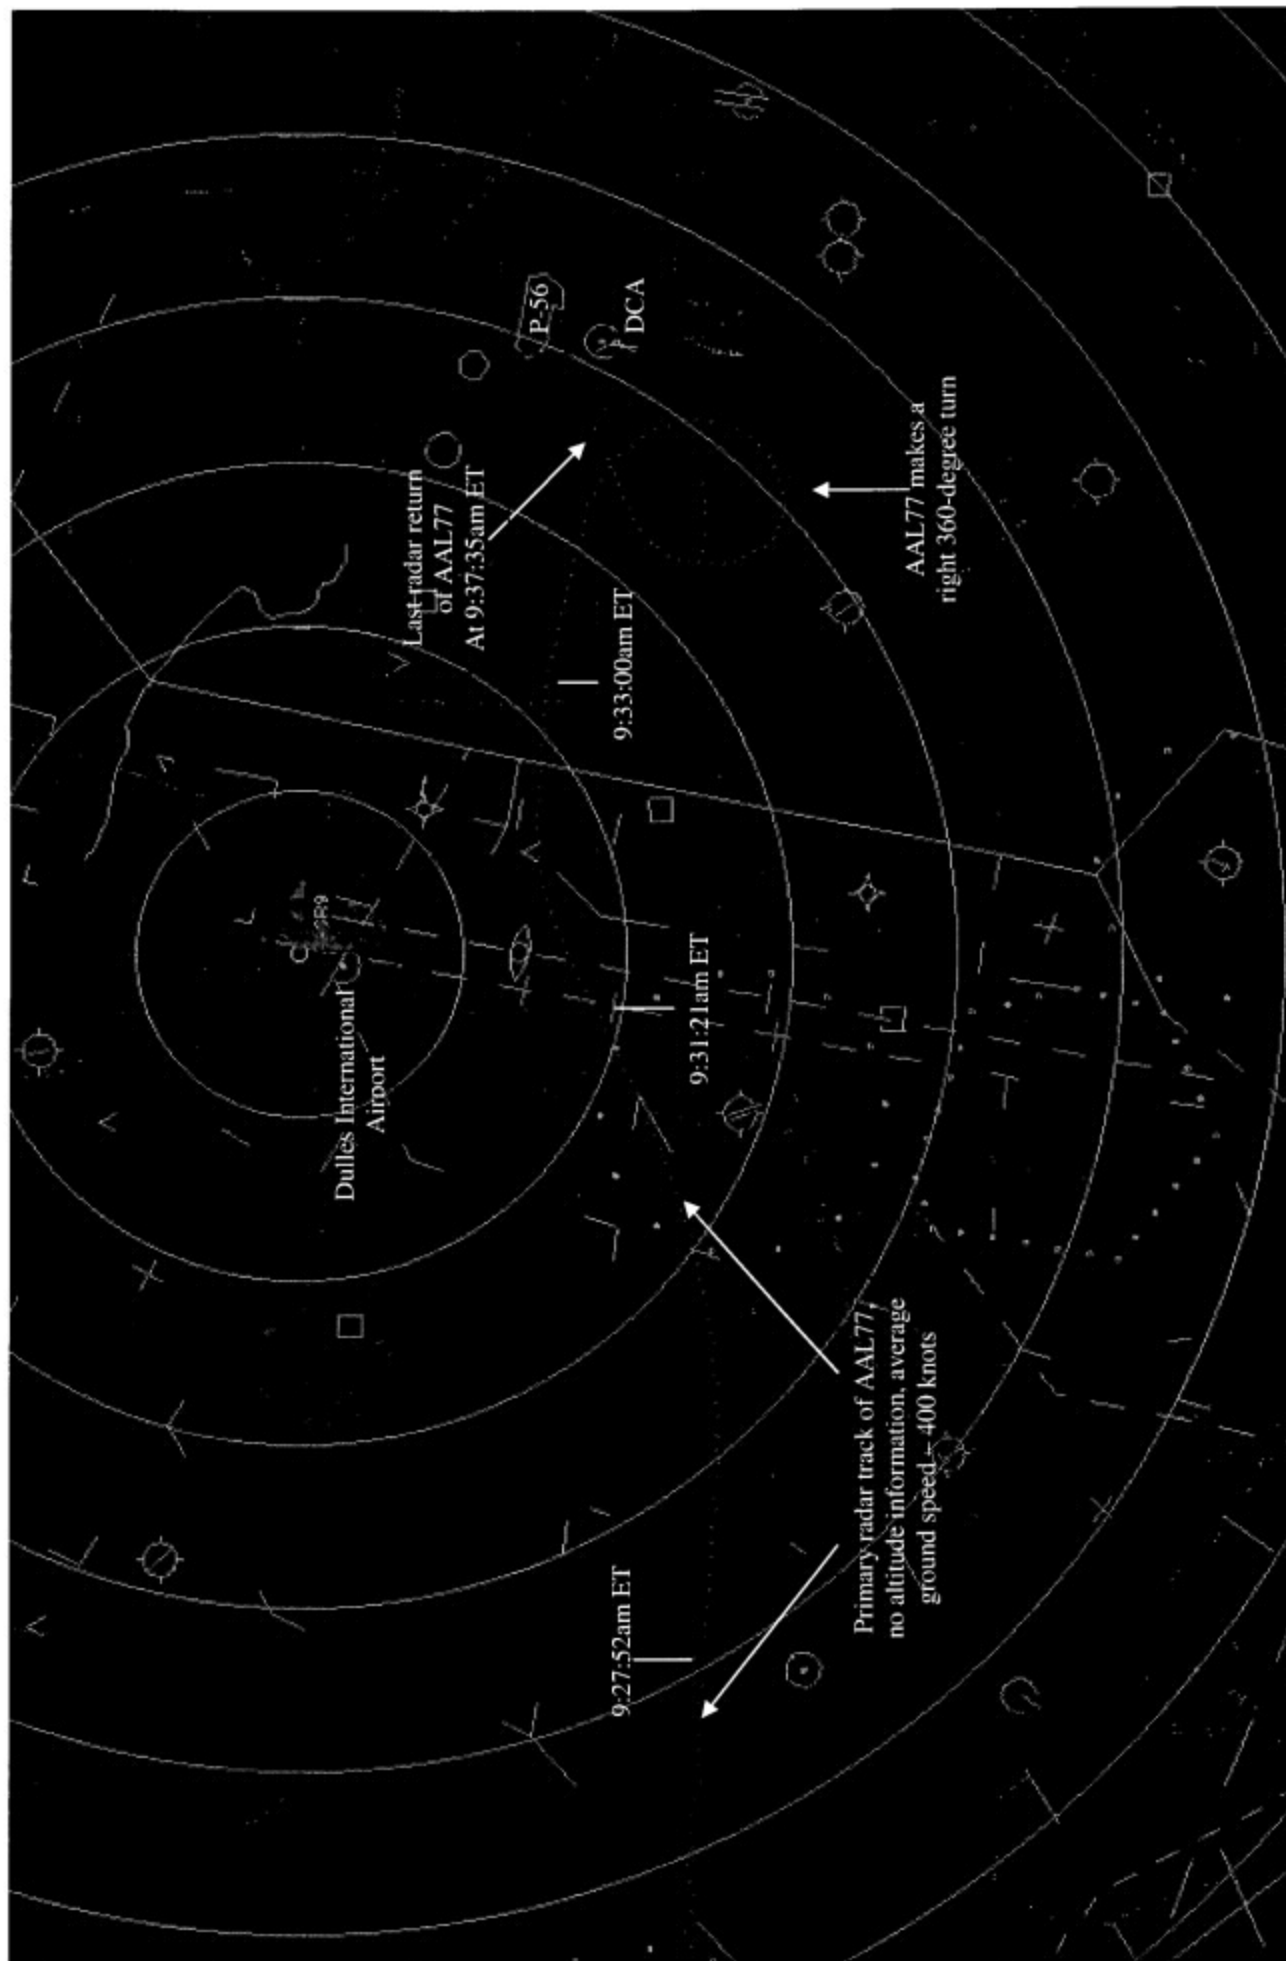 P-56
DCA
Last radar return
of AAL77
At 9:37:35am ET
AAL77 makes a
right 360-degree turn
9:33:00am ET
9:31:21am ET
Dulles International
Airport
Primary radar track of AAL77,
no altitude information, average
ground speed – 400 knots
9:27:52am ET